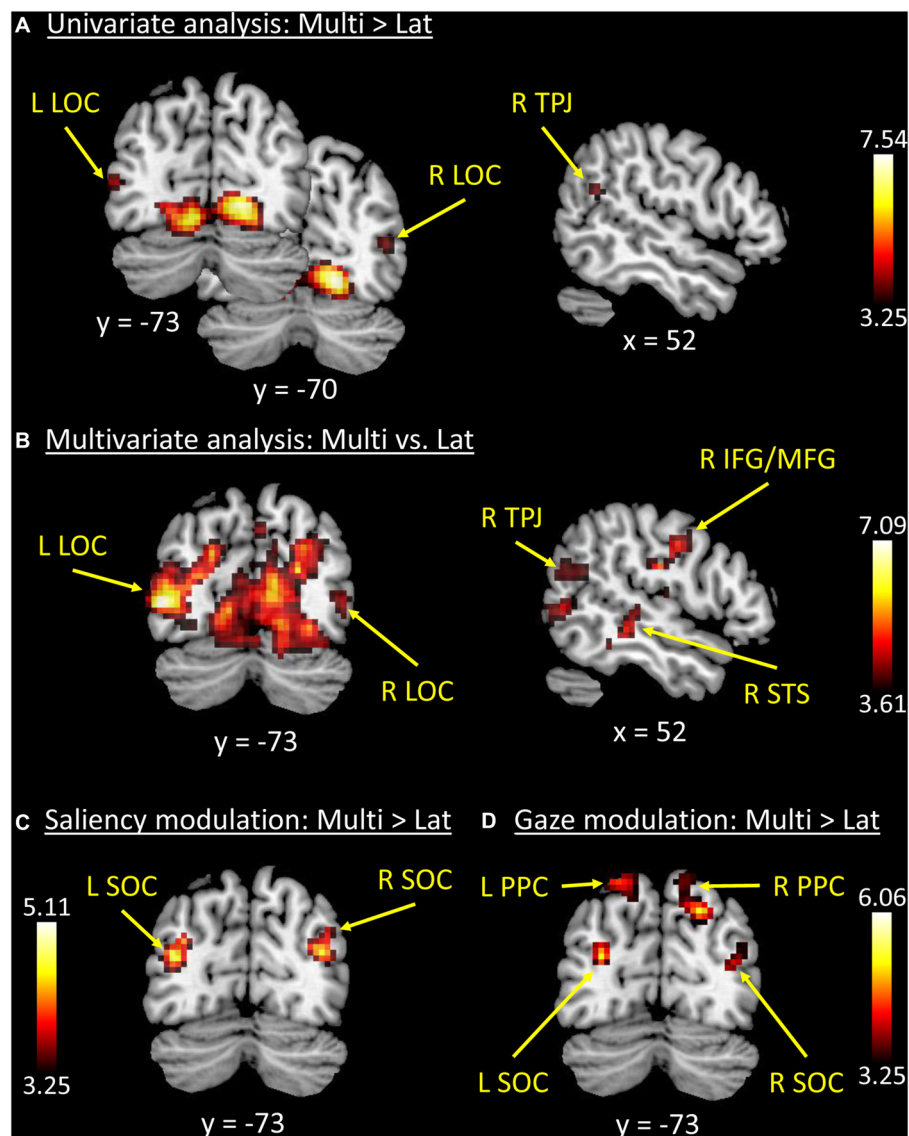 A Univariate analysis: Multi > Lat
L LOC
R LOC
y = -73
y = -70
R TPJ
x = 52
7.54
3.25
B Multivariate analysis: Multi vs. Lat
L LOC
R LOC
y = -73
R IFG/MFG
R TPJ
R STS
x = 52
7.09
3.61
C Saliency modulation: Multi > Lat
L SOC
R SOC
5.11
3.25
y = -73
D Gaze modulation: Multi > Lat
L PPC
R PPC
L SOC
R SOC
6.06
3.25
y = -73